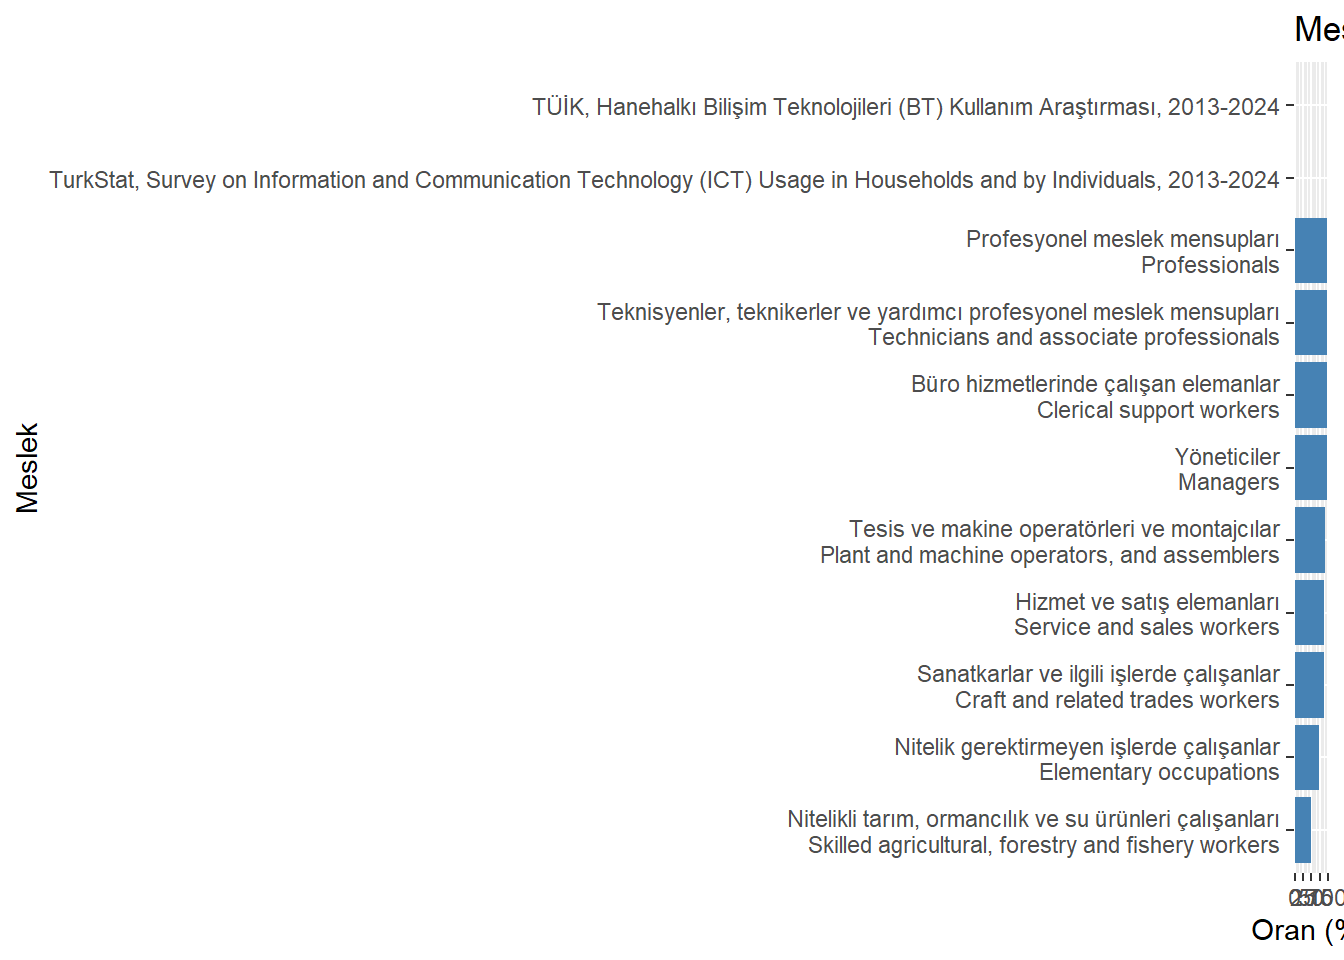 Mes
TÜİK, Hanehalkı Bilişim Teknolojileri (BT) Kullanım Araştırması, 2013-2024
TurkStat, Survey on Information and Communication Technology (ICT) Usage in Households and by Individuals, 2013-2024
Profesyonel meslek mensupları
Professionals
Teknisyenler, teknikerler ve yardımcı profesyonel meslek mensupları
Technicians and associate professionals
Büro hizmetlerinde çalışan elemanlar
Clerical support workers
Yöneticiler
Managers
Tesis ve makine operatörleri ve montajcılar
Plant and machine operators, and assemblers
Hizmet ve satış elemanları
Service and sales workers
Sanatkarlar ve ilgili işlerde çalışanlar
Craft and related trades workers
Nitelik gerektirmeyen işlerde çalışanlar
Elementary occupations
Nitelikli tarım, ormancılık ve su ürünleri çalışanları
Skilled agricultural, forestry and fishery workers
Meslek
Oran (%